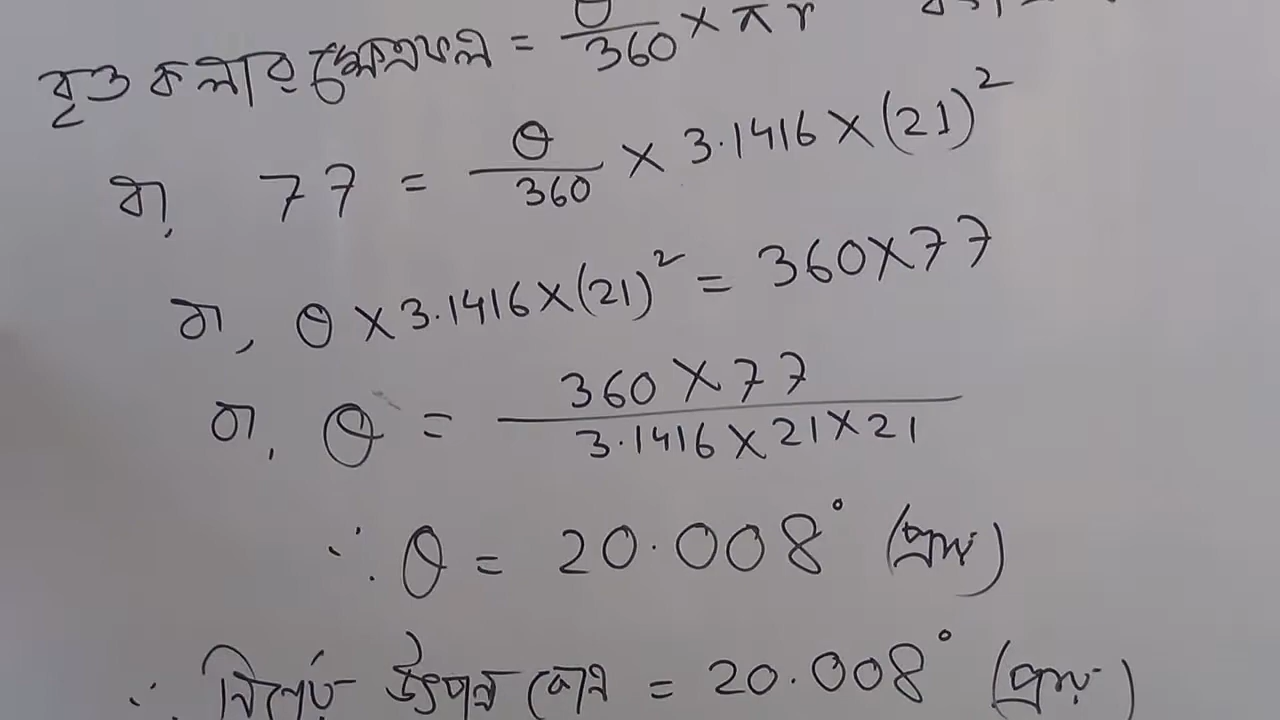 বৃত্ত কলার ক্ষেত্রফল = θ/360 × π r
বা, 77 = θ/360 × 3.1416 × (21)²
বা, θ × 3.1416 × (21)² = 360 × 77
বা, θ = 360 × 77 / 3.1416 × 21 × 21
∴ θ = 20.008° (প্রায়)
∴ নির্ণেয় উৎপন্ন কোণ = 20.008° (প্রায়)